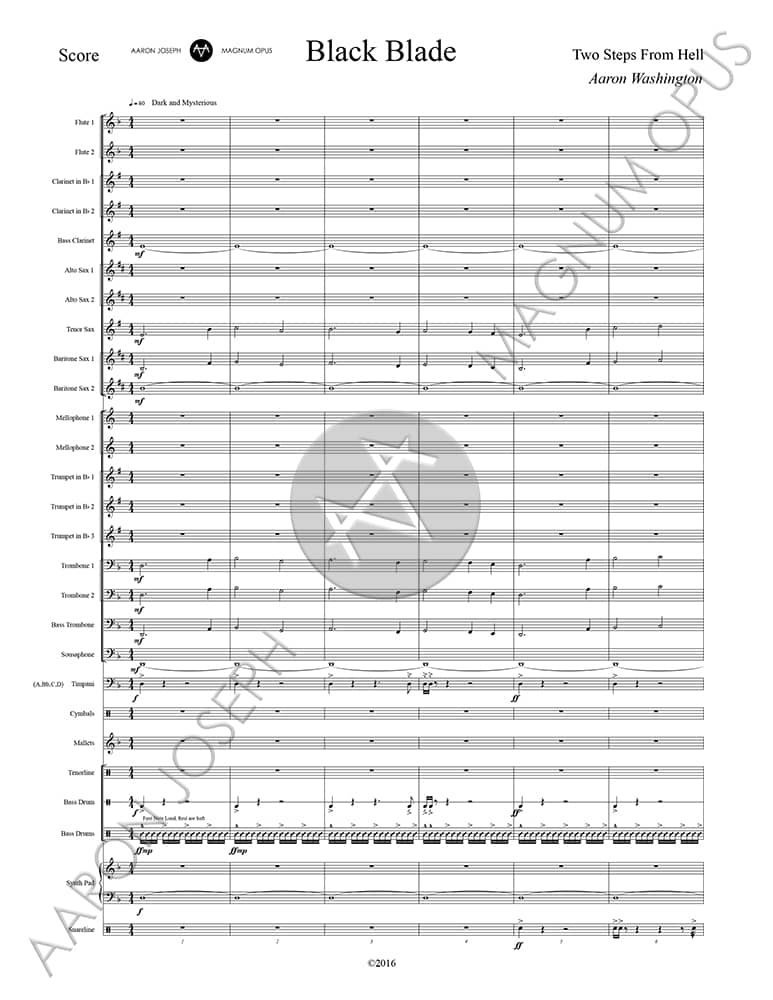 Score AARON JOSEPH MAGNUM OPUS Black Blade Two Steps From Hell
Aaron Washington
♩=80 Dark and Mysterious
Flute 1
Flute 2
Clarinet in B♭ 1
Clarinet in B♭ 2
Bass Clarinet
mf
Alto Sax 1
Alto Sax 2
Tenor Sax
mf
Baritone Sax 1
mf
Baritone Sax 2
mf
Mellophone 1
Mellophone 2
Trumpet in B♭ 1
Trumpet in B♭ 2
Trumpet in B♭ 3
Trombone 1
mf
Trombone 2
mf
Bass Trombone
mf
Sousaphone
mf
(A,Bb,C,D) Timpani
f ff
Cymbals
Mallets
Tenorline
Bass Drum
f ff
First Note Loud, Rest are Soft
Bass Drums
ffmp ffmp
Synth Pad
f
Snareline
1 2 3 4 5 6
ff
©2016
AARON JOSEPH MAGNUM OPUS